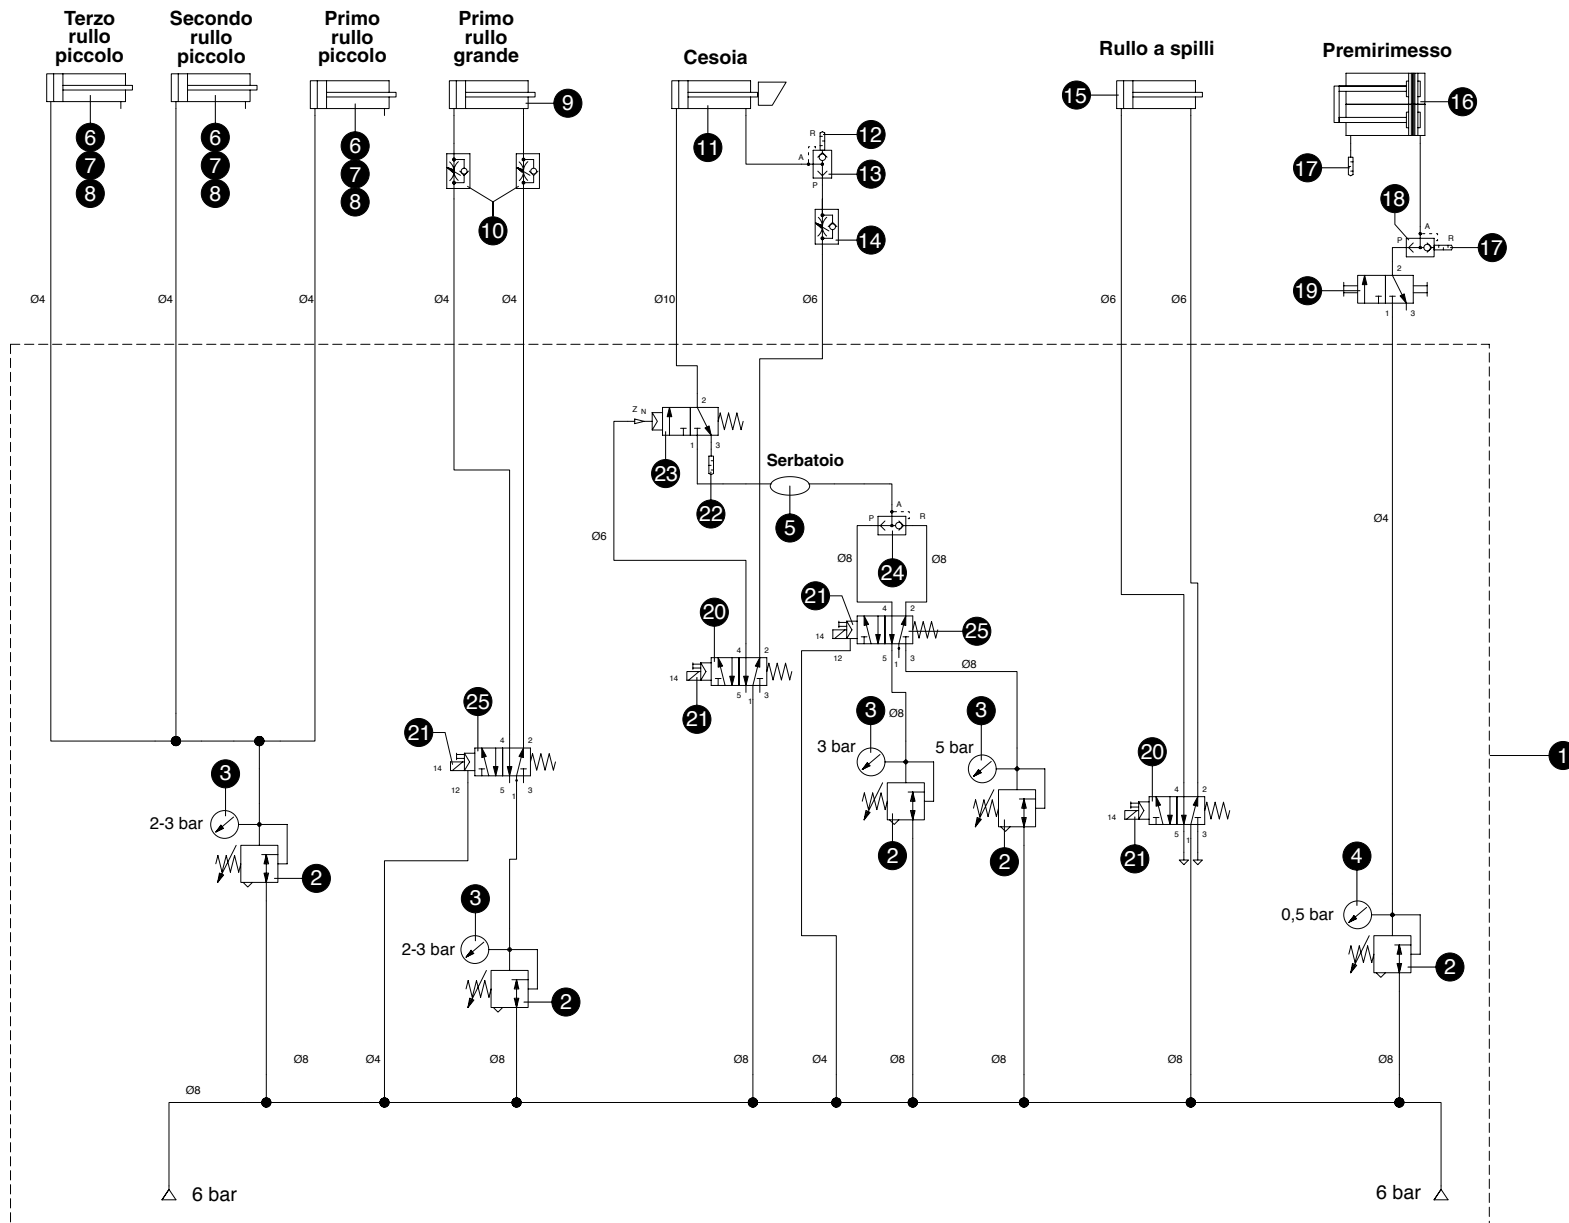 Terzo
rullo
piccolo
Secondo
rullo
piccolo
Primo
rullo
piccolo
Primo
rullo
grande
Cesoia
Rullo a spilli
Premirimesso
6
7
8
6
7
8
6
7
8
9
10
11
R
12
A
13
P
14
15
16
17
18
A
P
R
17
2
19
1
3
Ø4
Ø4
Ø4
Ø4
Ø4
Ø10
Ø6
Ø6
Ø6
Z
N
2
1
3
23
22
Serbatoio
5
A
P
R
24
Ø6
Ø8
Ø8
Ø4
21
4
2
25
14
12
5
1
3
Ø8
20
4
2
14
5
1
3
21
25
21
4
2
14
12
5
1
3
3
Ø8
3 bar
3
5 bar
2
2
20
4
2
14
5
1
3
21
1
3
2-3 bar
2
3
2-3 bar
2
4
0,5 bar
2
Ø8
Ø4
Ø8
Ø8
Ø4
Ø8
Ø8
Ø8
Ø8
Ø8
6 bar
6 bar